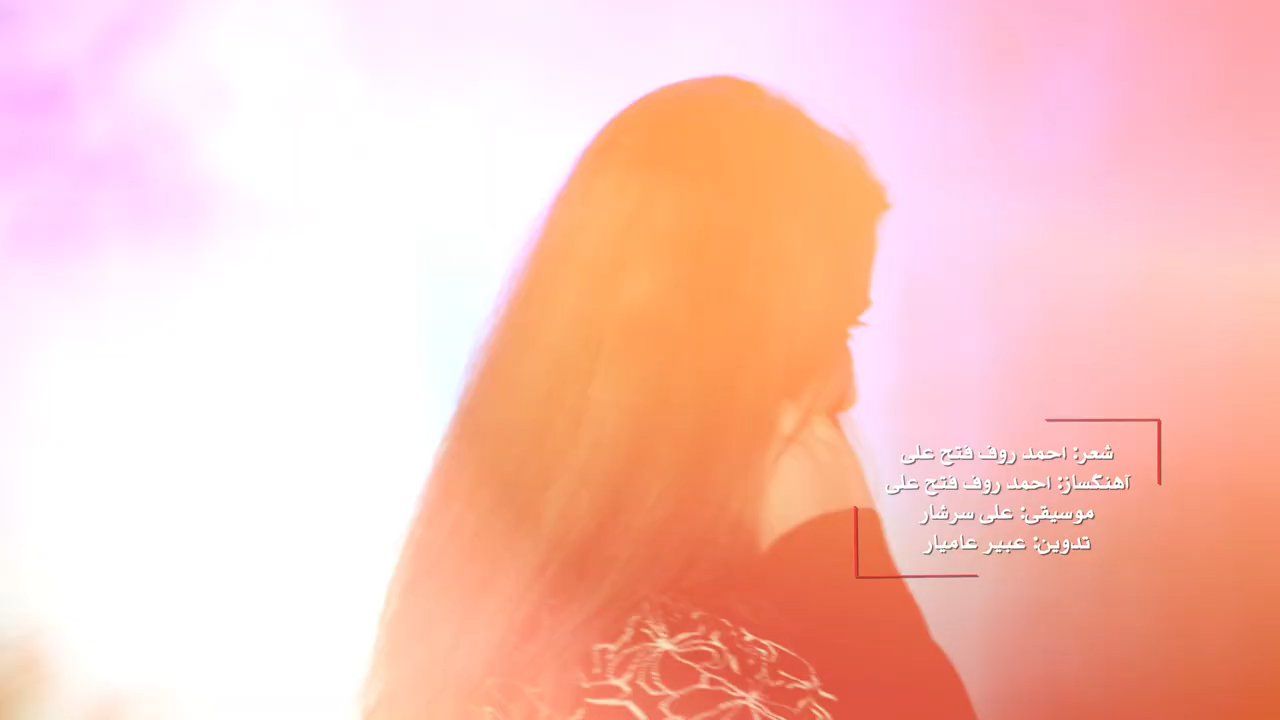 شعر: احمد روف فتح علی
آهنگساز: احمد روف فتح علی
موسیقی: علی سرشار
تدوین: عبیر عامیار